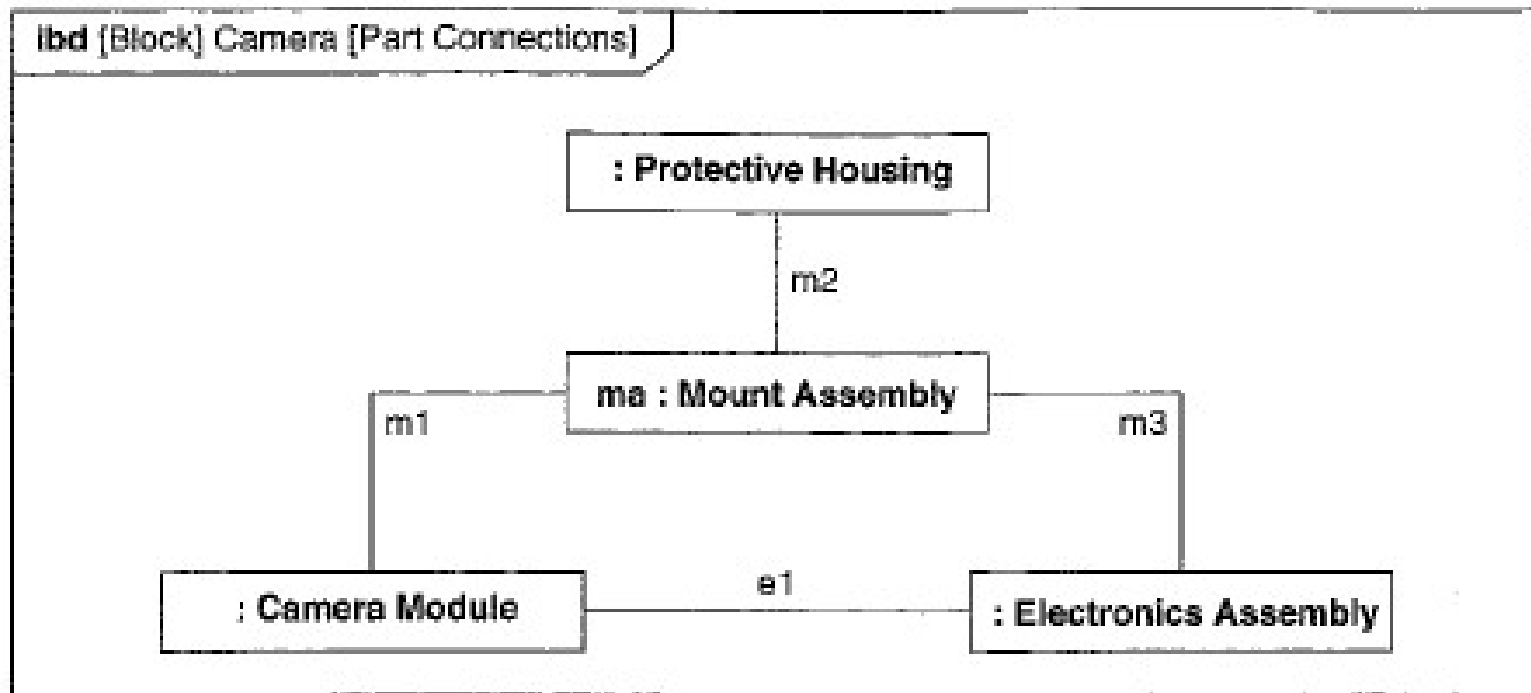 ibd [Block] Camera [Part Connections]
: Protective Housing
m2
ma : Mount Assembly
m1
m3
: Camera Module
e1
: Electronics Assembly